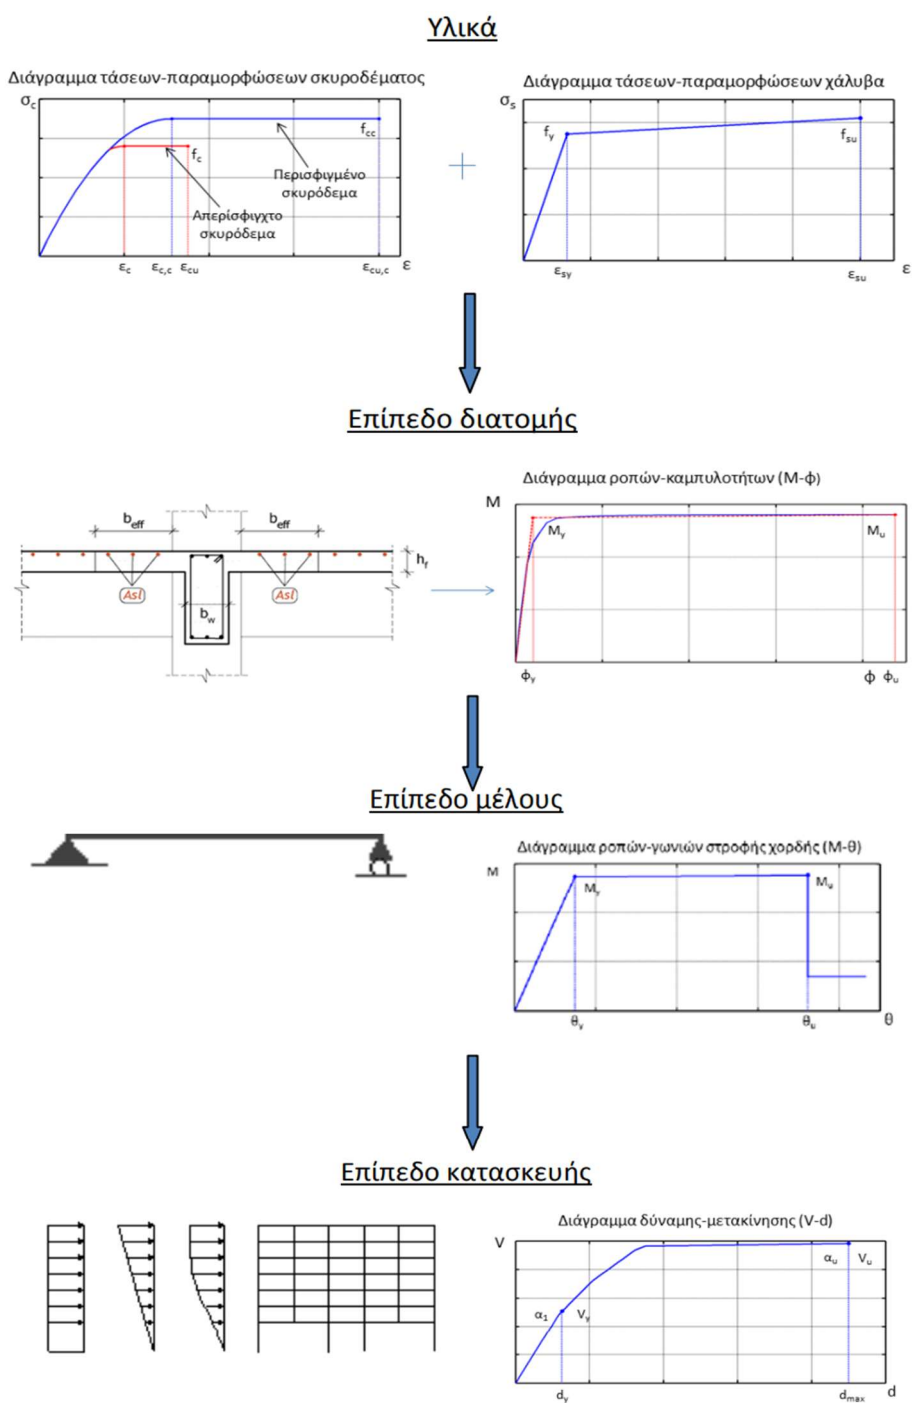 Υλικά
Διάγραμμα τάσεων-παραμορφώσεων σκυροδέματος
σc
fcc
fc
Περισφιγμένο
σκυρόδεμα
Απερίσφιγχτο
σκυρόδεμα
εc εc,c εcu εcu,c ε
+
Διάγραμμα τάσεων-παραμορφώσεων χάλυβα
σs
fy
fsu
εsy εsu ε
Επίπεδο διατομής
beff beff
hf
Asl Asl
bw
Διάγραμμα ροπών-καμπυλοτήτων (Μ-φ)
M
My Mu
ϕy ϕ ϕu
Επίπεδο μέλους
Διάγραμμα ροπών-γωνιών στροφής χορδής (Μ-θ)
M
My Mu
θy θu θ
Επίπεδο κατασκευής
Διάγραμμα δύναμης-μετακίνησης (V-d)
V
αu Vu
α1 Vy
dy dmax d